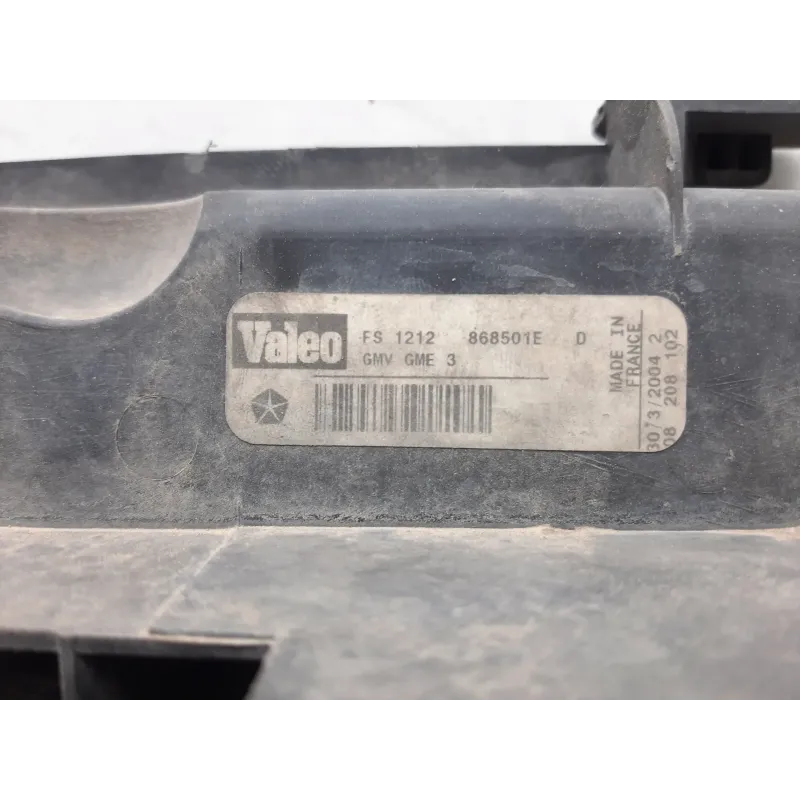 Valeo FS 1212 868501E D
GMV GME 3
MADE IN
FRANCE
30/3/2004 2
08 208 102